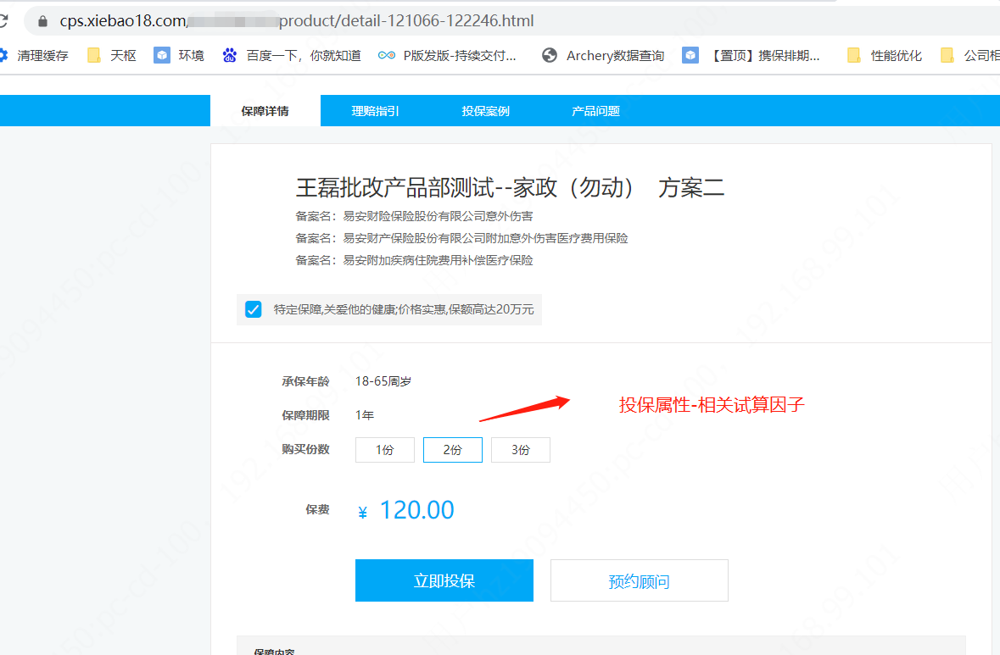 cps.xiebao18.com/ product/detail-121066-122246.html
清理缓存 天枢 环境 百度一下，你就知道 P版发版-持续交付... Archery数据查询 【置顶】携保排期... 性能优化 公司相
保障详情 理赔指引 投保案例 产品问题
王磊批改产品部测试--家政（勿动） 方案二
备案名：易安财险保险股份有限公司意外伤害
备案名：易安财产保险股份有限公司附加意外伤害医疗费用保险
备案名：易安附加疾病住院费用补偿医疗保险
特定保障,关爱他的健康;价格实惠,保额高达20万元
承保年龄 18-65周岁
投保属性-相关试算因子
保障期限 1年
购买份数 1份 2份 3份
保费 ¥ 120.00
立即投保 预约顾问
保障内容